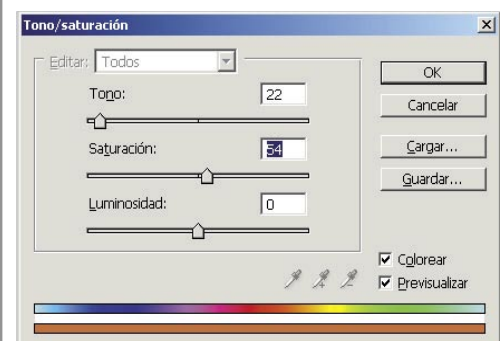 Tono/saturación
Editar: Todos
Tono: 22
Saturación: 54
Luminosidad: 0
OK
Cancelar
Cargar...
Guardar...
Colorear
Previsualizar